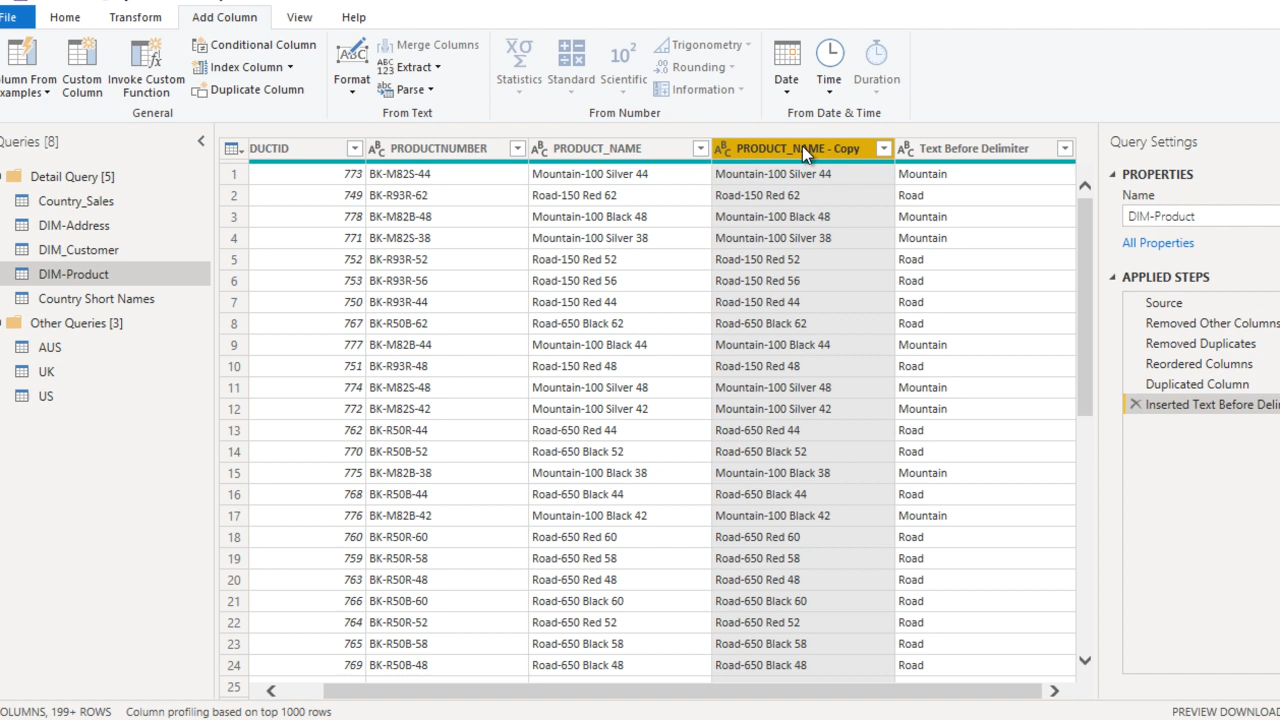 File Home Transform Add Column View Help
Column From Examples
Custom Column
Invoke Custom Function
Conditional Column
Index Column
Duplicate Column
General
Format
Merge Columns
Extract
Parse
From Text
Statistics
Standard
Scientific
Trigonometry
Rounding
Information
From Number
Date
Time
Duration
From Date & Time
Queries [8]
Detail Query [5]
Country_Sales
DIM-Address
DIM_Customer
DIM-Product
Country Short Names
Other Queries [3]
AUS
UK
US
DUCTID PRODUCTNUMBER PRODUCT_NAME PRODUCT_NAME - Copy Text Before Delimiter
1 773 BK-M82S-44 Mountain-100 Silver 44 Mountain-100 Silver 44 Mountain
2 749 BK-R93R-62 Road-150 Red 62 Road-150 Red 62 Road
3 778 BK-M82B-48 Mountain-100 Black 48 Mountain-100 Black 48 Mountain
4 771 BK-M82S-38 Mountain-100 Silver 38 Mountain-100 Silver 38 Mountain
5 752 BK-R93R-52 Road-150 Red 52 Road-150 Red 52 Road
6 753 BK-R93R-56 Road-150 Red 56 Road-150 Red 56 Road
7 750 BK-R93R-44 Road-150 Red 44 Road-150 Red 44 Road
8 767 BK-R50B-62 Road-650 Black 62 Road-650 Black 62 Road
9 777 BK-M82B-44 Mountain-100 Black 44 Mountain-100 Black 44 Mountain
10 751 BK-R93R-48 Road-150 Red 48 Road-150 Red 48 Road
11 774 BK-M82S-48 Mountain-100 Silver 48 Mountain-100 Silver 48 Mountain
12 772 BK-M82S-42 Mountain-100 Silver 42 Mountain-100 Silver 42 Mountain
13 762 BK-R50R-44 Road-650 Red 44 Road-650 Red 44 Road
14 770 BK-R50B-52 Road-650 Black 52 Road-650 Black 52 Road
15 775 BK-M82B-38 Mountain-100 Black 38 Mountain-100 Black 38 Mountain
16 768 BK-R50B-44 Road-650 Black 44 Road-650 Black 44 Road
17 776 BK-M82B-42 Mountain-100 Black 42 Mountain-100 Black 42 Mountain
18 760 BK-R50R-60 Road-650 Red 60 Road-650 Red 60 Road
19 759 BK-R50R-58 Road-650 Red 58 Road-650 Red 58 Road
20 763 BK-R50R-48 Road-650 Red 48 Road-650 Red 48 Road
21 766 BK-R50B-60 Road-650 Black 60 Road-650 Black 60 Road
22 764 BK-R50R-52 Road-650 Red 52 Road-650 Red 52 Road
23 765 BK-R50B-58 Road-650 Black 58 Road-650 Black 58 Road
24 769 BK-R50B-48 Road-650 Black 48 Road-650 Black 48 Road
25
Query Settings
PROPERTIES
Name
DIM-Product
All Properties
APPLIED STEPS
Source
Removed Other Columns
Removed Duplicates
Reordered Columns
Duplicated Column
Inserted Text Before Deli
OLUMNS, 199+ ROWS Column profiling based on top 1000 rows PREVIEW DOWNLOAD